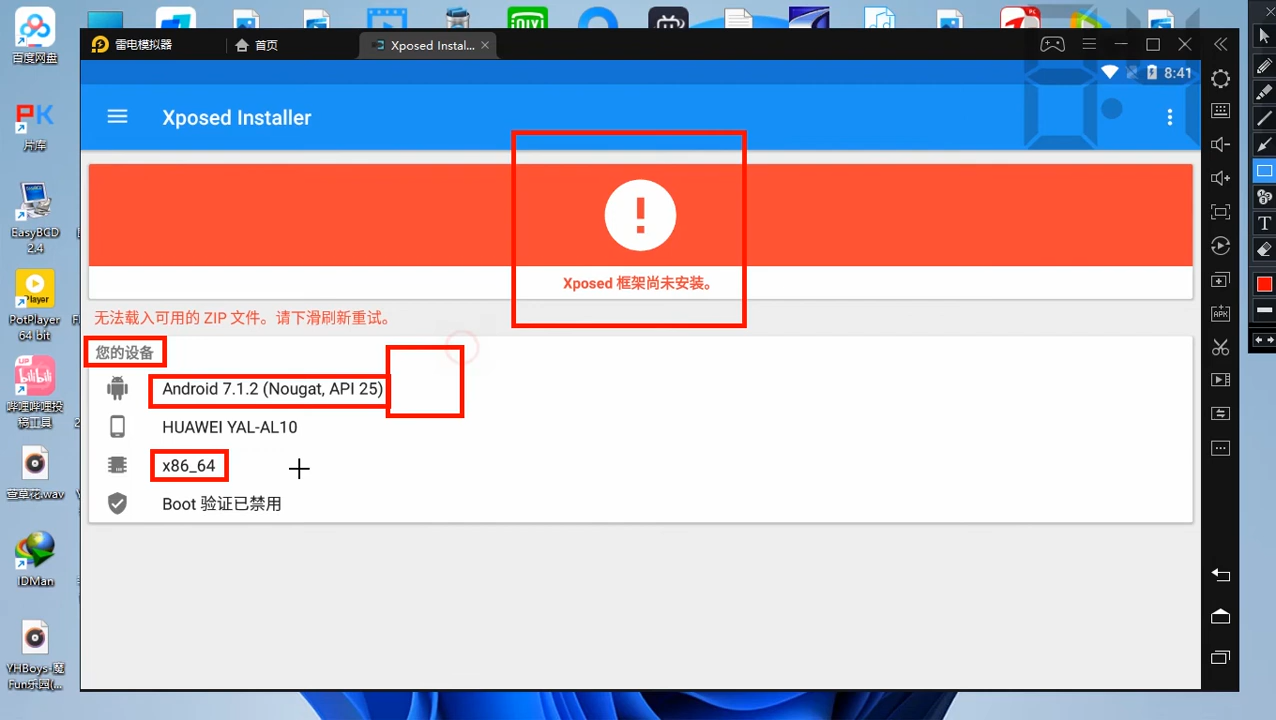 雷电模拟器
首页
Xposed Instal...
8:41
Xposed Installer
Xposed 框架尚未安装。
无法载入可用的 ZIP 文件。请下滑刷新重试。
您的设备
Android 7.1.2 (Nougat, API 25)
HUAWEI YAL-AL10
x86_64
Boot 验证已禁用
百度网盘
片库
EasyBCD
2.4
PotPlayer
64 bit
哔哩哔哩投
稿工具
萱草花.wav
IDMan
YHBoys-魔
Fun乐园(...